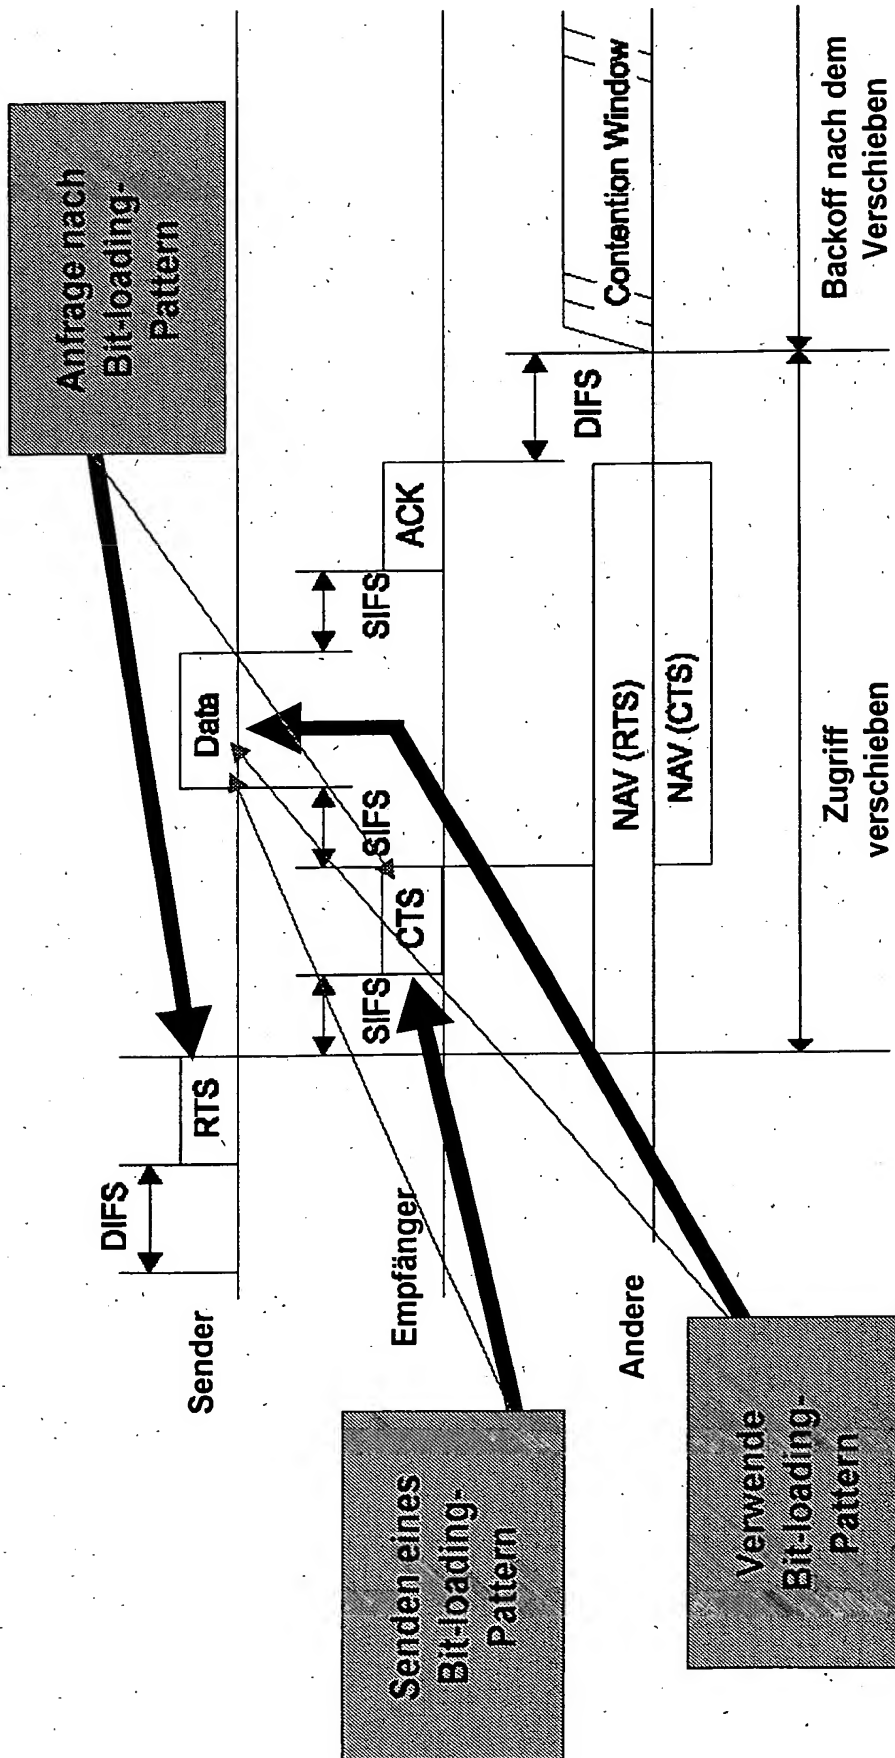 Anfrage nach
Bit-loading-
Pattern
DIFS
RTS
Data
Sender
SIFS
SIFS
SIFS
CTS
ACK
Empfänger
DIFS
Contention Window
NAV (RTS)
NAV (CTS)
Andere
Zugriff
verschieben
Backoff nach dem
Verschieben
Senden eines
Bit-loading-
Pattern
Verwende
Bit-loading-
Pattern